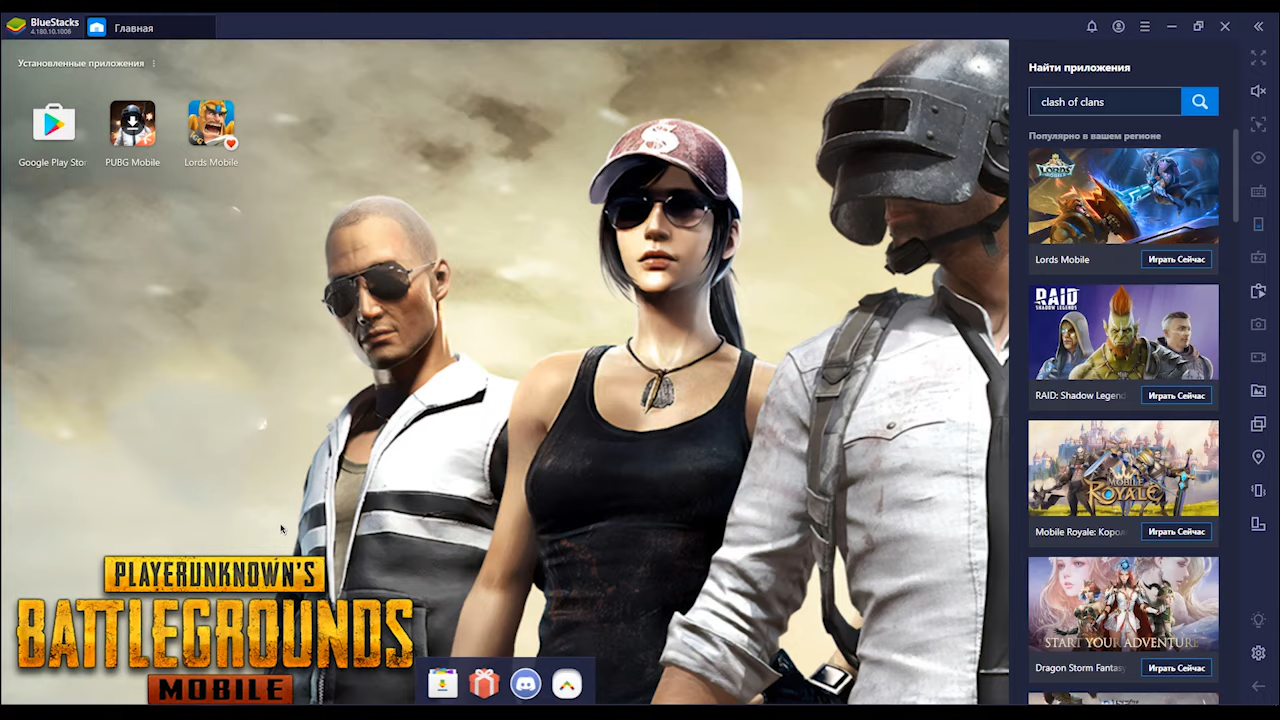 BlueStacks
4.180.10.1006
Главная
Установленные приложения
Google Play Stor
PUBG Mobile
Lords Mobile
PLAYERUNKNOWN'S
BATTLEGROUNDS
MOBILE
Найти приложения
clash of clans
Популярно в вашем регионе
LORDS
MOBILE
Lords Mobile
Играть Сейчас
RAID
SHADOW LEGENDS
RAID: Shadow Legend
Играть Сейчас
MOBILE
ROYALE
Mobile Royale: Корол
Играть Сейчас
START YOUR ADVENTURE
Dragon Storm Fantasy
Играть Сейчас